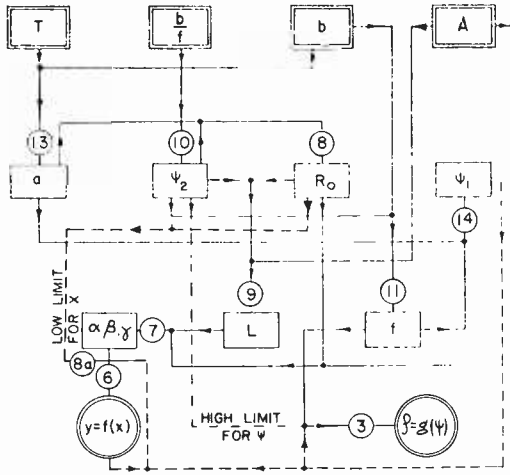 T
b
f
b
A
13
10
8
a
ψ₂
R₀
ψ₁
14
9
11
LOW LIMIT
FOR X
α β, γ
7
L
f
8a
6
y=f(x)
HIGH LIMIT
FOR ψ
3
ρ=g(ψ)